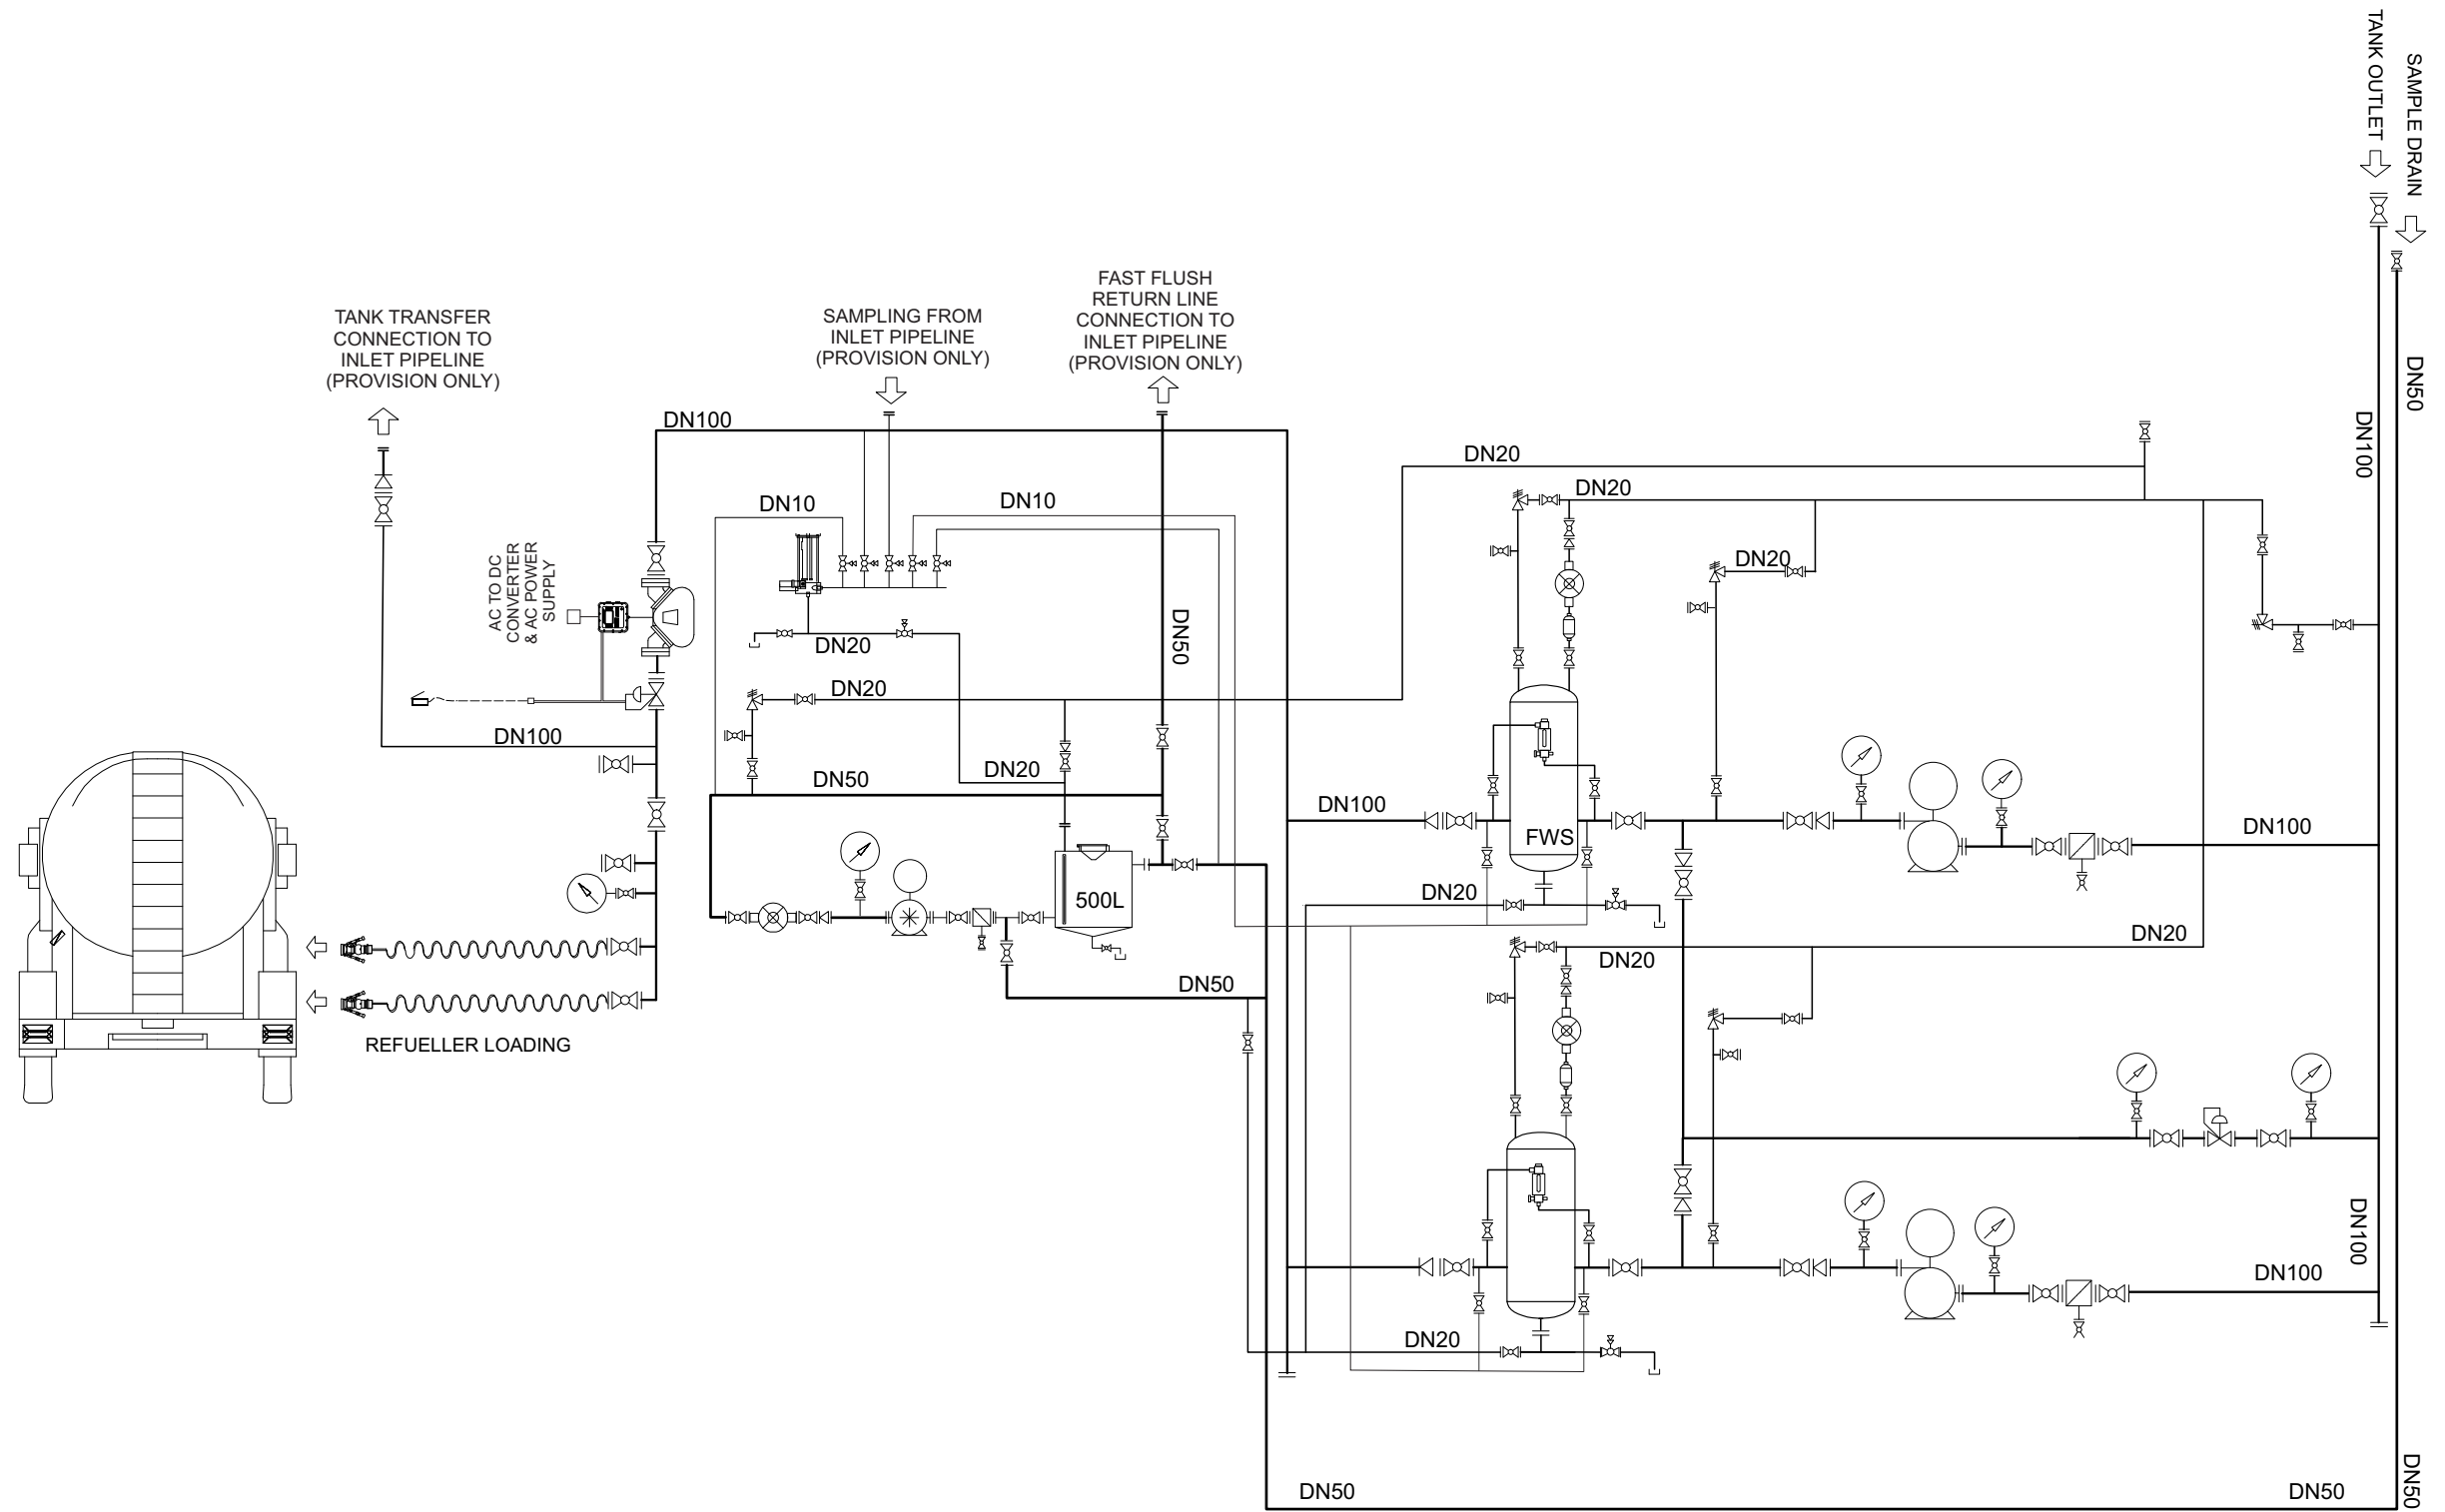 TANK OUTLET
SAMPLE DRAIN
FAST FLUSH
RETURN LINE
CONNECTION TO
INLET PIPELINE
(PROVISION ONLY)
SAMPLING FROM
INLET PIPELINE
(PROVISION ONLY)
TANK TRANSFER
CONNECTION TO
INLET PIPELINE
(PROVISION ONLY)
DN50
DN100
DN100
DN20
DN20
DN10
DN10
AC TO DC
CONVERTER
& AC POWER
SUPPLY
DN20
DN20
DN50
DN20
DN100
DN20
DN50
DN100
FWS
DN100
DN20
500L
DN20
DN20
DN50
REFUELLER LOADING
DN100
DN100
DN20
DN50
DN50
DN50